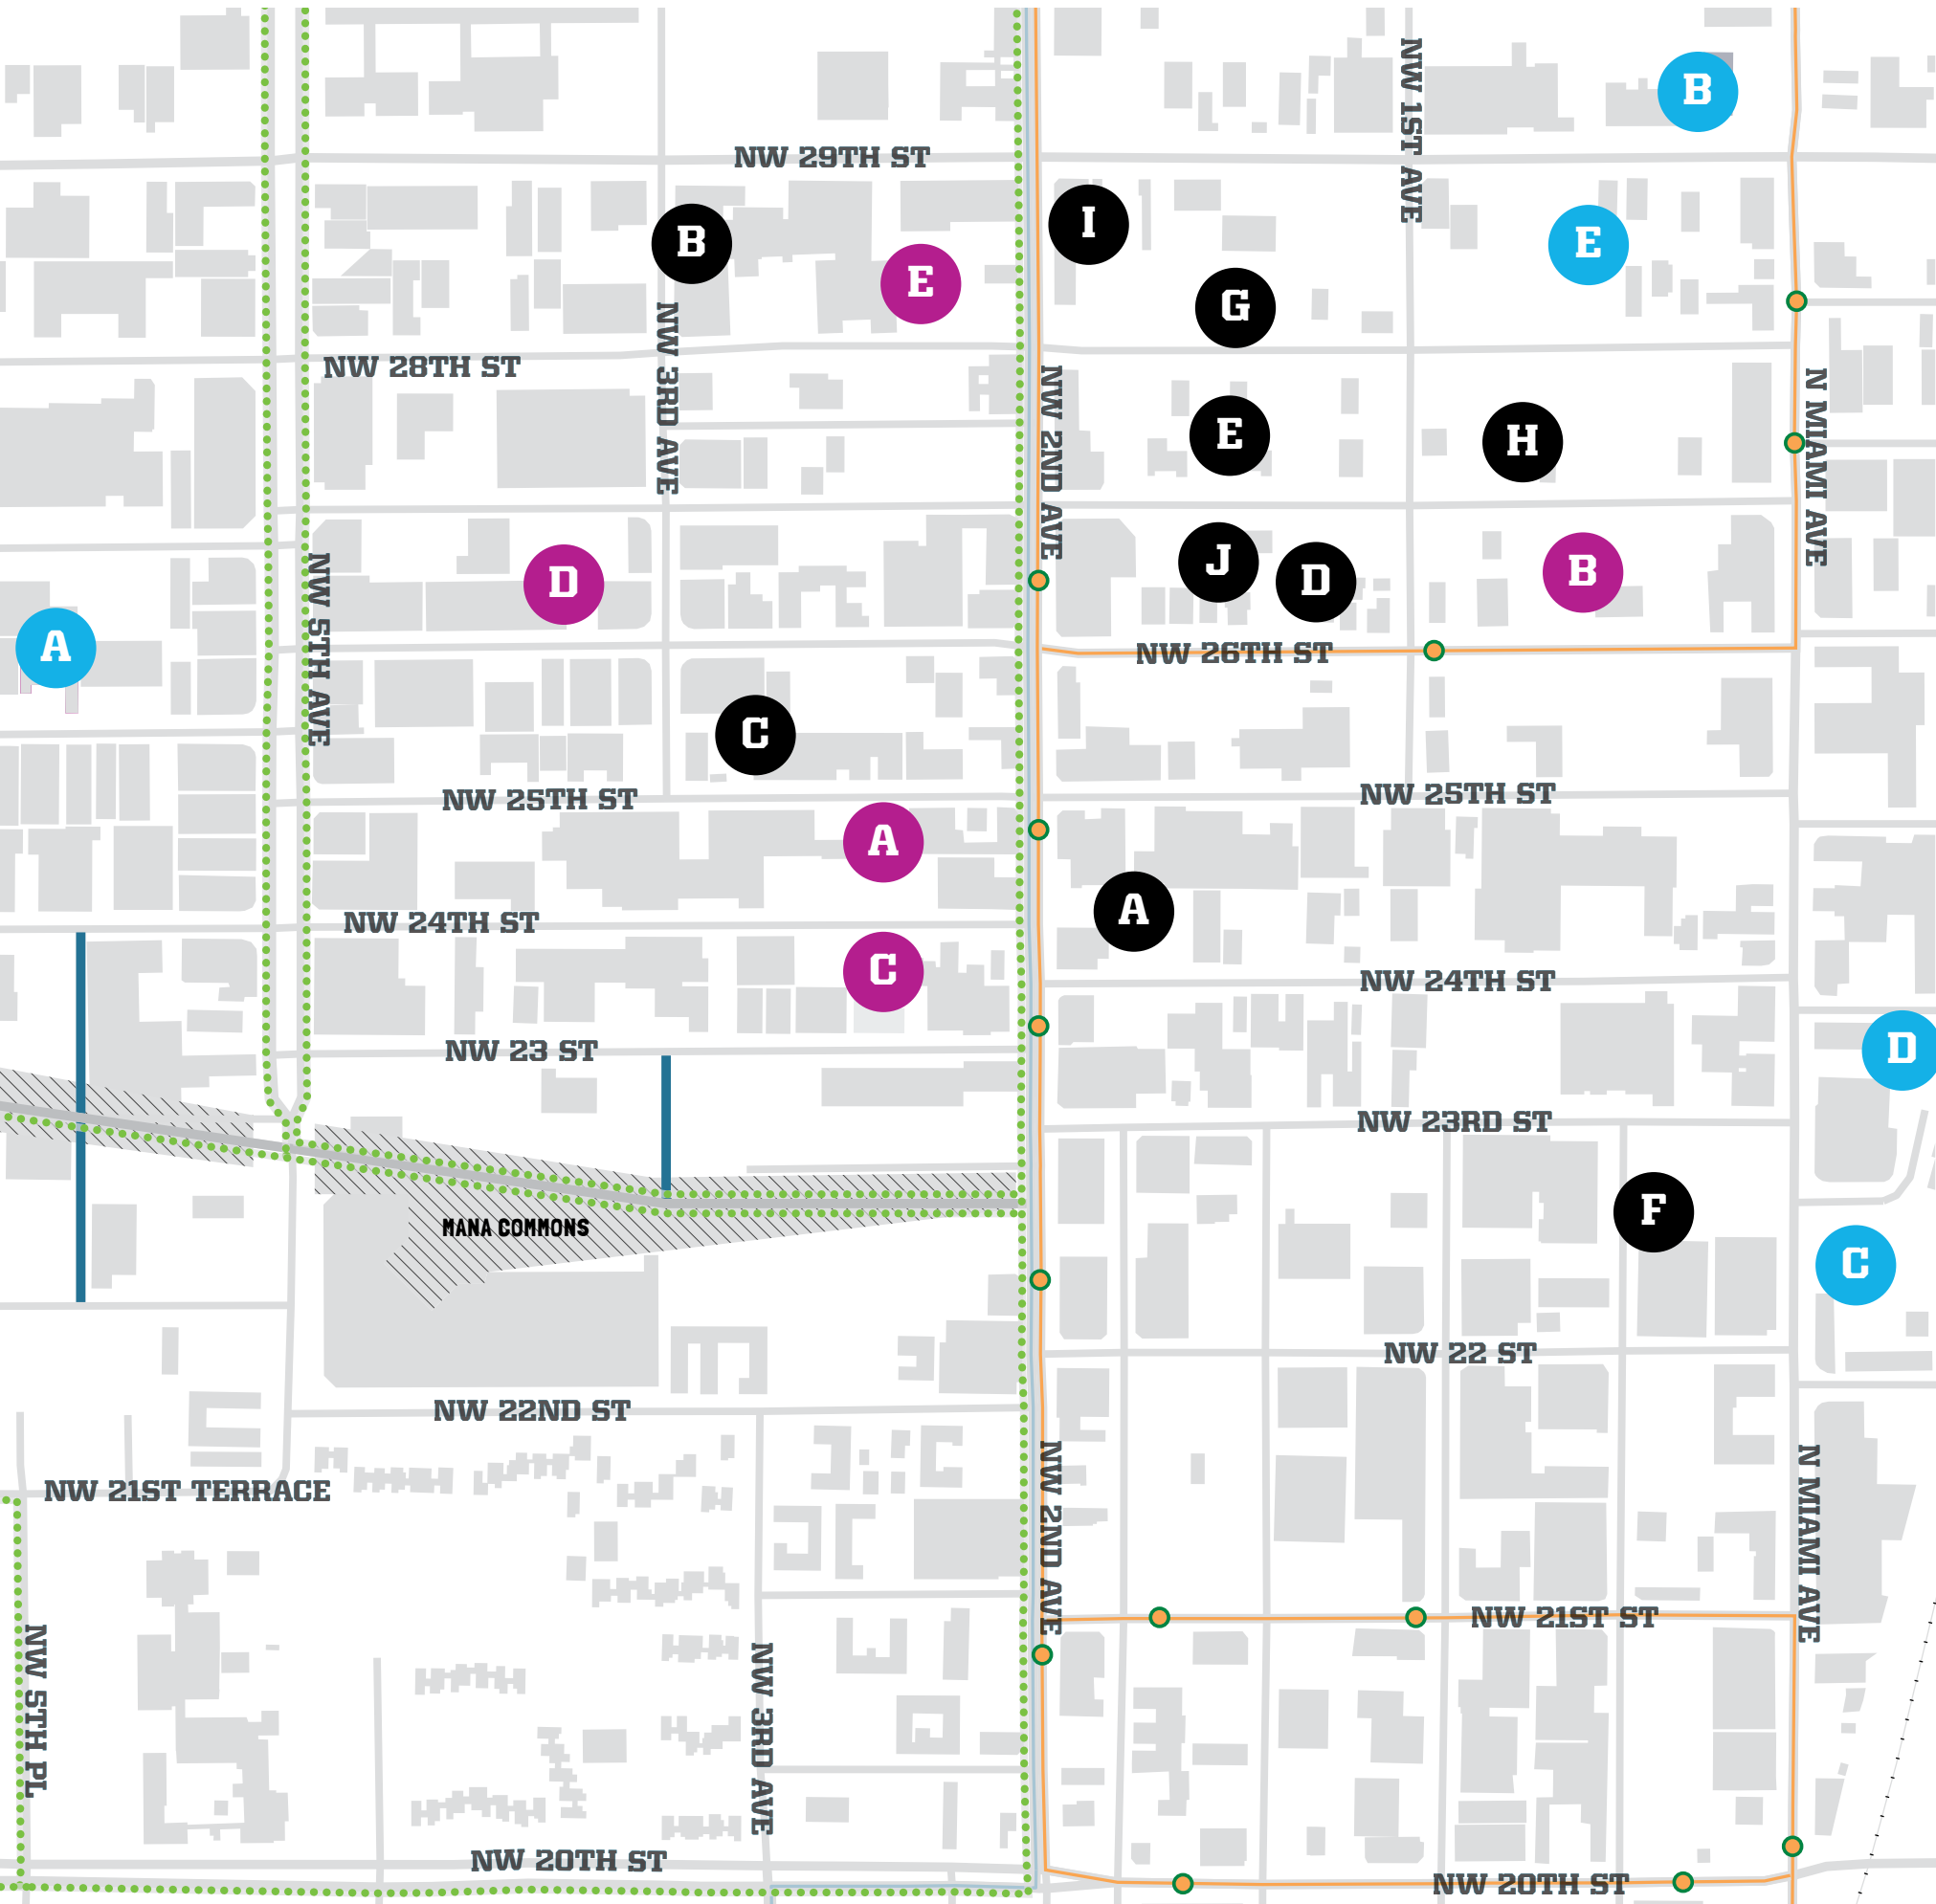 B
NW 1ST AVE
NW 29TH ST
I
B
E
E
G
NW 3RD AVE
NW 28TH ST
NW 2ND AVE
N MIAMI AVE
E
H
NW 5TH AVE
D
J
D
B
A
NW 26TH ST
C
NW 25TH ST
NW 25TH ST
A
A
NW 24TH ST
C
NW 24TH ST
NW 23 ST
D
NW 23RD ST
F
MANA COMMONS
C
NW 22 ST
NW 22ND ST
NW 2ND AVE
N MIAMI AVE
NW 21ST TERRACE
NW 21ST ST
NW 5TH PL
NW 3RD AVE
NW 20TH ST
NW 20TH ST